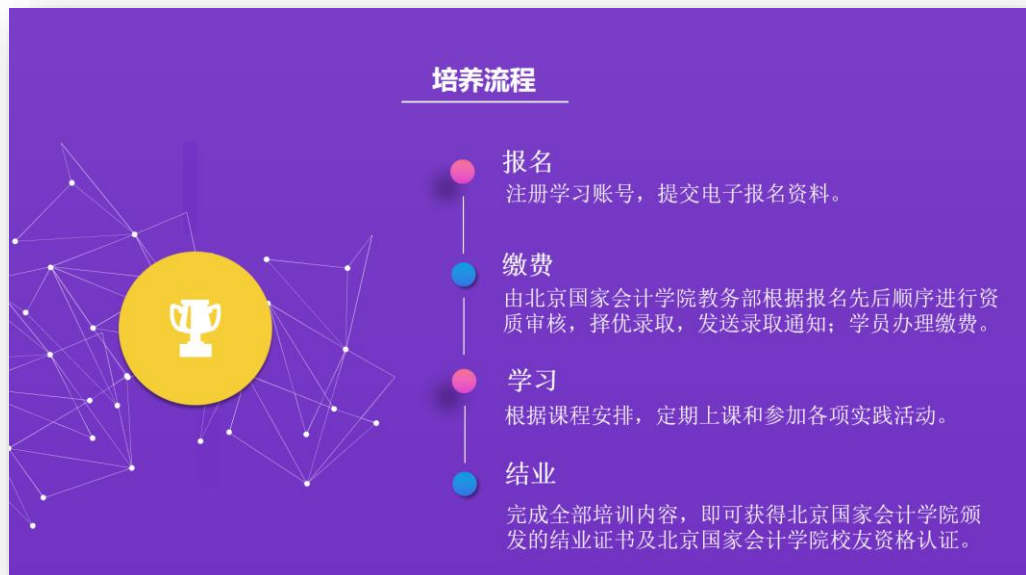 培养流程
报名
注册学习账号，提交电子报名资料。
缴费
由北京国家会计学院教务部根据报名先后顺序进行资
质审核，择优录取，发送录取通知；学员办理缴费。
学习
根据课程安排，定期上课和参加各项实践活动。
结业
完成全部培训内容，即可获得北京国家会计学院颁
发的结业证书及北京国家会计学院校友资格认证。